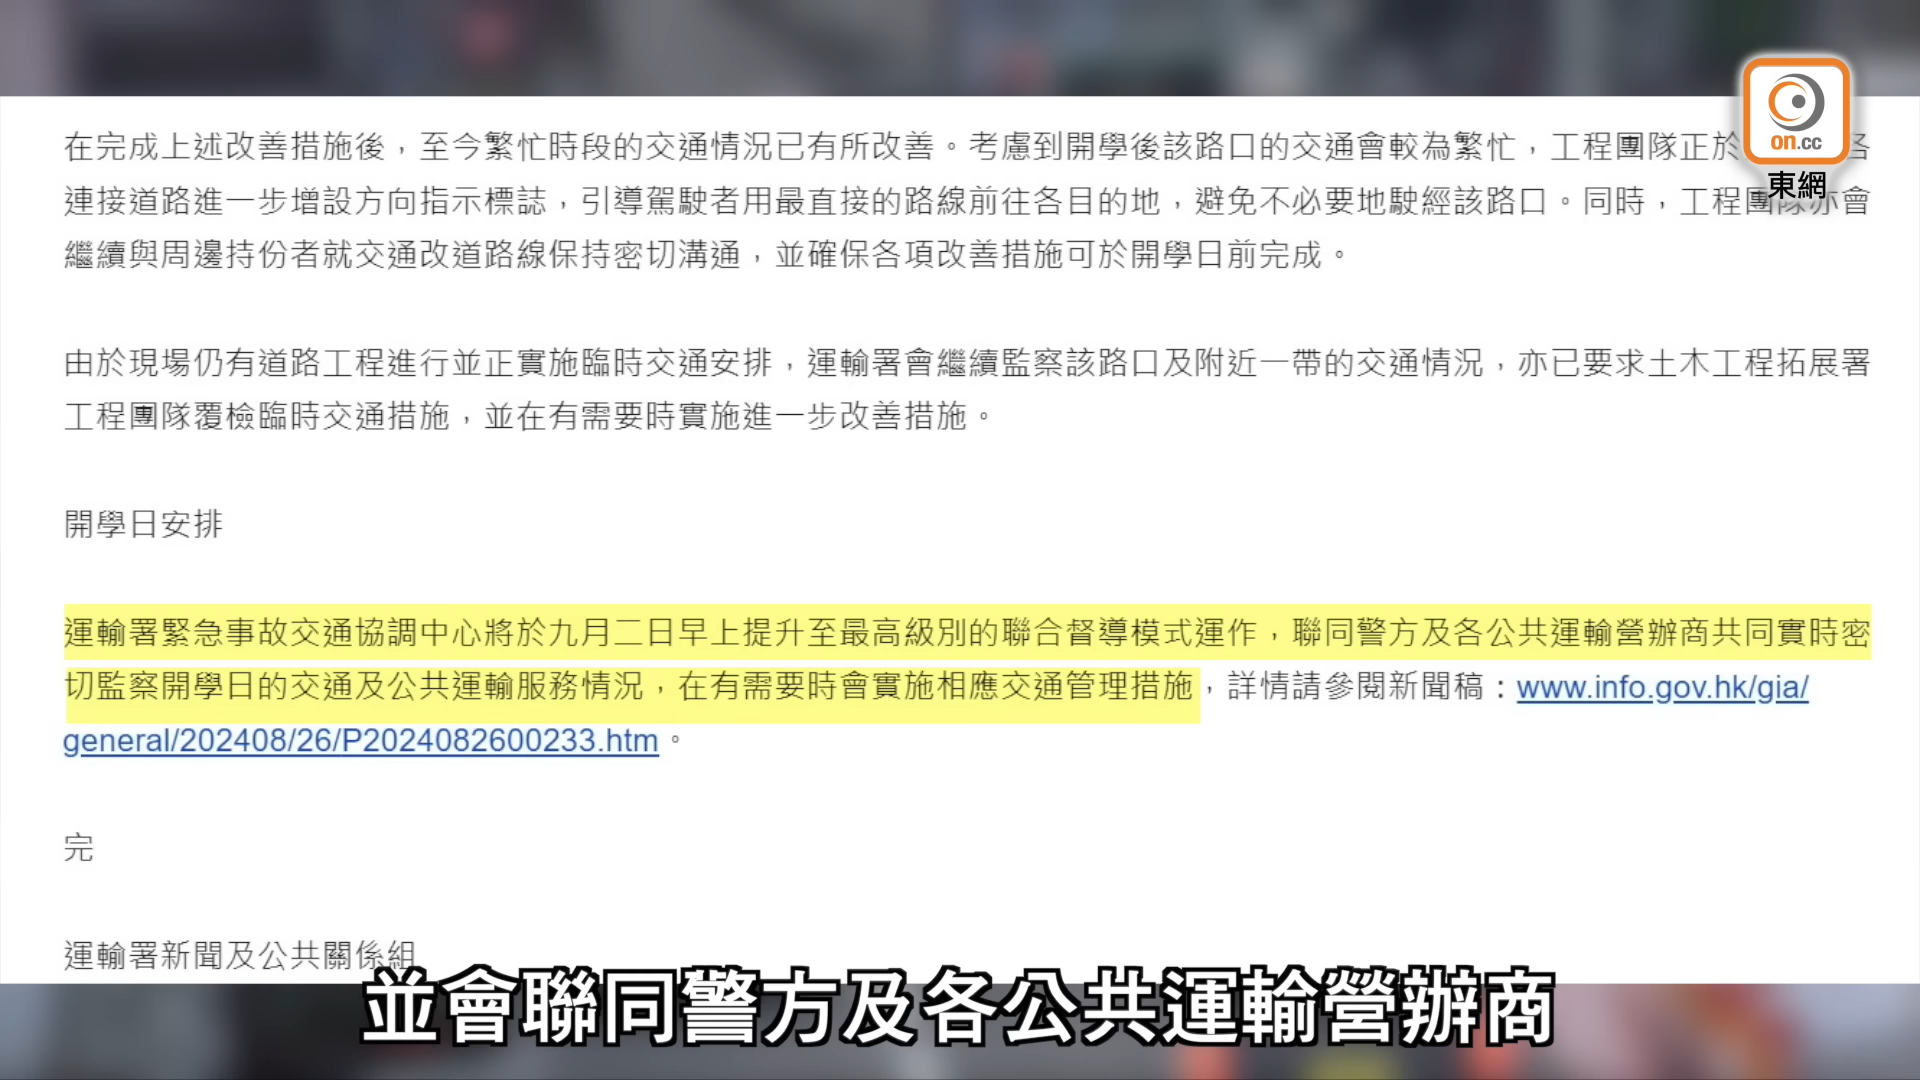 在完成上述改善措施後，至今繁忙時段的交通情況已有所改善。考慮到開學後該路口的交通會較為繁忙，工程團隊正於各
連接道路進一步增設方向指示標誌，引導駕駛者用最直接的路線前往各目的地，避免不必要地駛經該路口。同時，工程團隊亦會
繼續與周邊持份者就交通改道路線保持密切溝通，並確保各項改善措施可於開學日前完成。
由於現場仍有道路工程進行並正實施臨時交通安排，運輸署會繼續監察該路口及附近一帶的交通情況，亦已要求土木工程拓展署
工程團隊覆檢臨時交通措施，並在有需要時實施進一步改善措施。
開學日安排
運輸署緊急事故交通協調中心將於九月二日早上提升至最高級別的聯合督導模式運作，聯同警方及各公共運輸營辦商共同實時密
切監察開學日的交通及公共運輸服務情況，在有需要時會實施相應交通管理措施，詳情請參閱新聞稿：www.info.gov.hk/gia/
general/202408/26/P2024082600233.htm。
完
運輸署新聞及公共關係組
並會聯同警方及各公共運輸營辦商
on.cc
東網